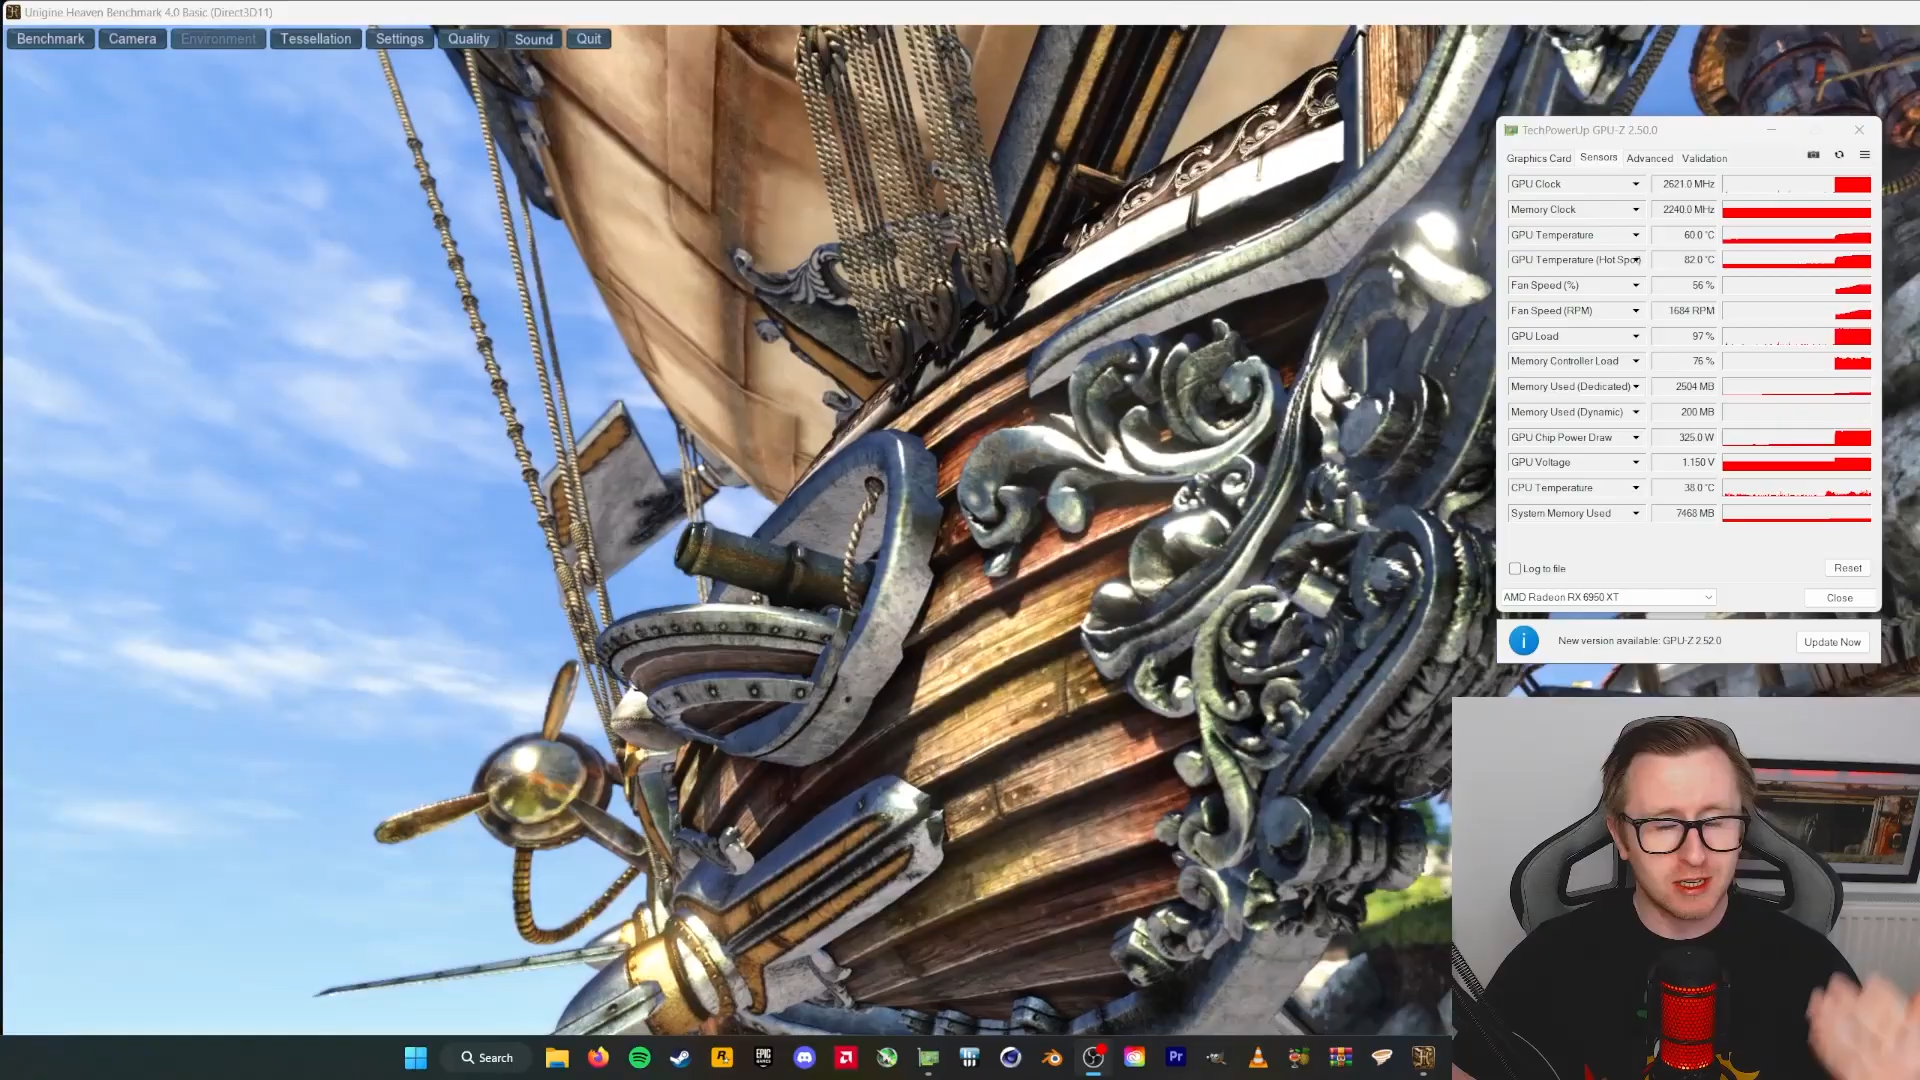 Unigine Heaven Benchmark 4.0 Basic (Direct3D11)
Benchmark Camera Environment Tessellation Settings Quality Sound Quit
TechPowerUp GPU-Z 2.50.0
Graphics Card Sensors Advanced Validation
GPU Clock 2621.0 MHz
Memory Clock 2240.0 MHz
GPU Temperature 60.0 °C
GPU Temperature (Hot Spot) 82.0 °C
Fan Speed (%) 56 %
Fan Speed (RPM) 1684 RPM
GPU Load 97 %
Memory Controller Load 76 %
Memory Used (Dedicated) 2504 MB
Memory Used (Dynamic) 200 MB
GPU Chip Power Draw 325.0 W
GPU Voltage 1.150 V
CPU Temperature 38.0 °C
System Memory Used 7468 MB
Log to file Reset
AMD Radeon RX 6950 XT Close
New version available: GPU-Z 2.52.0 Update Now
Search
R
EPIC GAMES
Pr